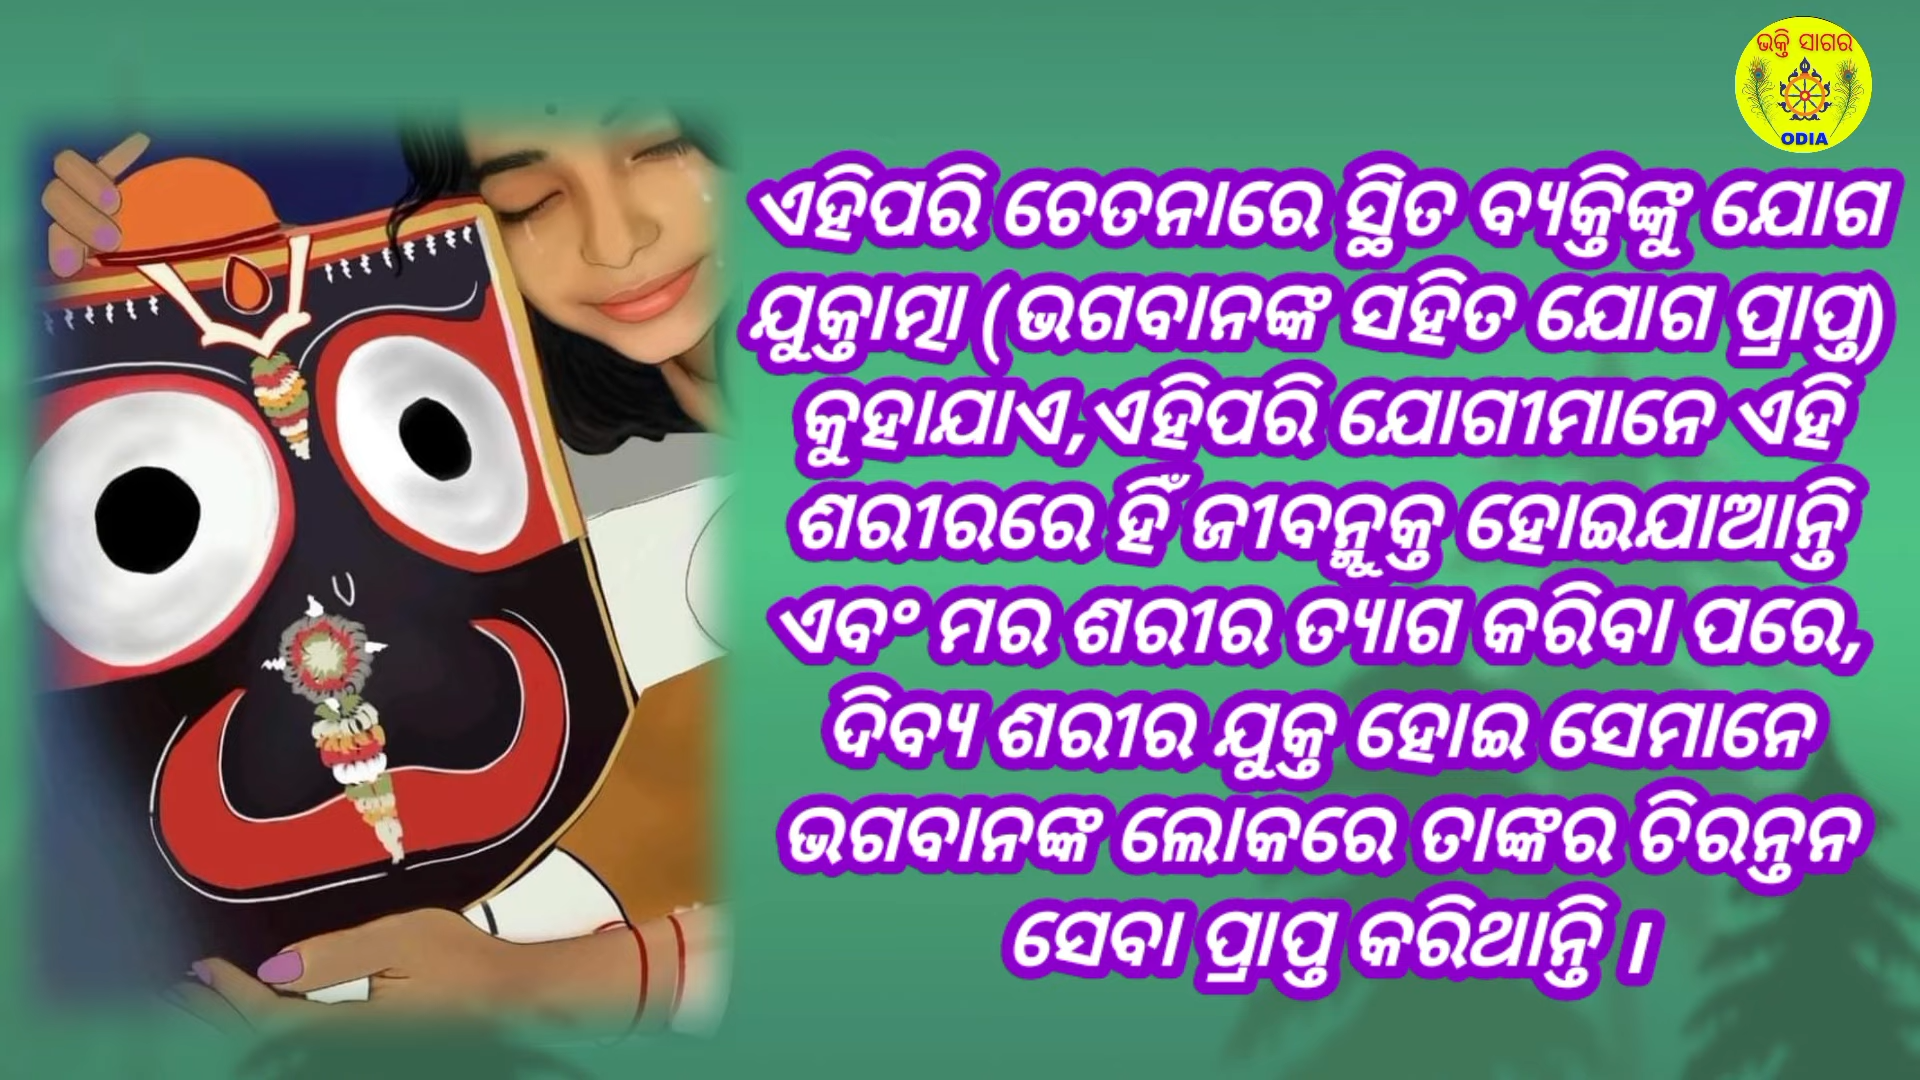 ଭକ୍ତି ସାଗର
ODIA
ଏହିପରି ଚେତନାରେ ସ୍ଥିତ ବ୍ୟକ୍ତିଙ୍କୁ ଯୋଗ
ଯୁକ୍ତାତ୍ମା (ଭଗବାନଙ୍କ ସହିତ ଯୋଗ ପ୍ରାପ୍ତ)
କୁହାଯାଏ,ଏହିପରି ଯୋଗୀମାନେ ଏହି
ଶରୀରରେ ହିଁ ଜୀବନ୍ମୁକ୍ତ ହୋଇଯାଆନ୍ତି
ଏବଂ ମର ଶରୀର ତ୍ୟାଗ କରିବା ପରେ,
ଦିବ୍ୟ ଶରୀର ଯୁକ୍ତ ହୋଇ ସେମାନେ
ଭଗବାନଙ୍କ ଲୋକରେ ତାଙ୍କର ଚିରନ୍ତନ
ସେବା ପ୍ରାପ୍ତ କରିଥାନ୍ତି ।